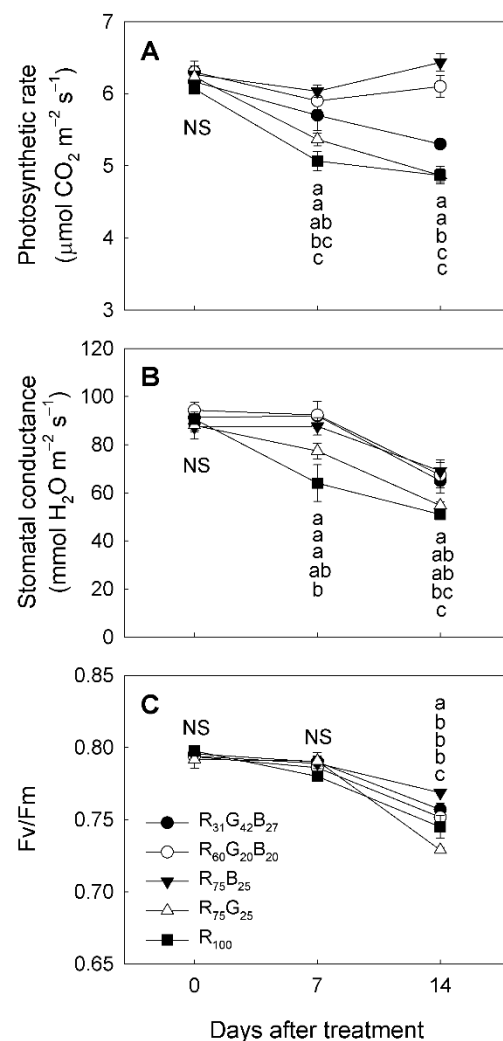 A
Photosynthetic rate
(μmol CO₂ m⁻² s⁻¹)
7
6
5
4
3
NS
a
a
ab
bc
c
a
a
b
c
c
B
Stomatal conductance
(mmol H₂O m⁻² s⁻¹)
120
100
80
60
40
20
0
NS
a
a
a
ab
b
a
ab
ab
bc
c
C
Fv/Fm
0.85
0.80
0.75
0.70
0.65
NS
NS
a
b
b
b
c
R₃₁G₄₂B₂₇
R₆₀G₂₀B₂₀
R₇₅B₂₅
R₇₅G₂₅
R₁₀₀
0 7 14
Days after treatment